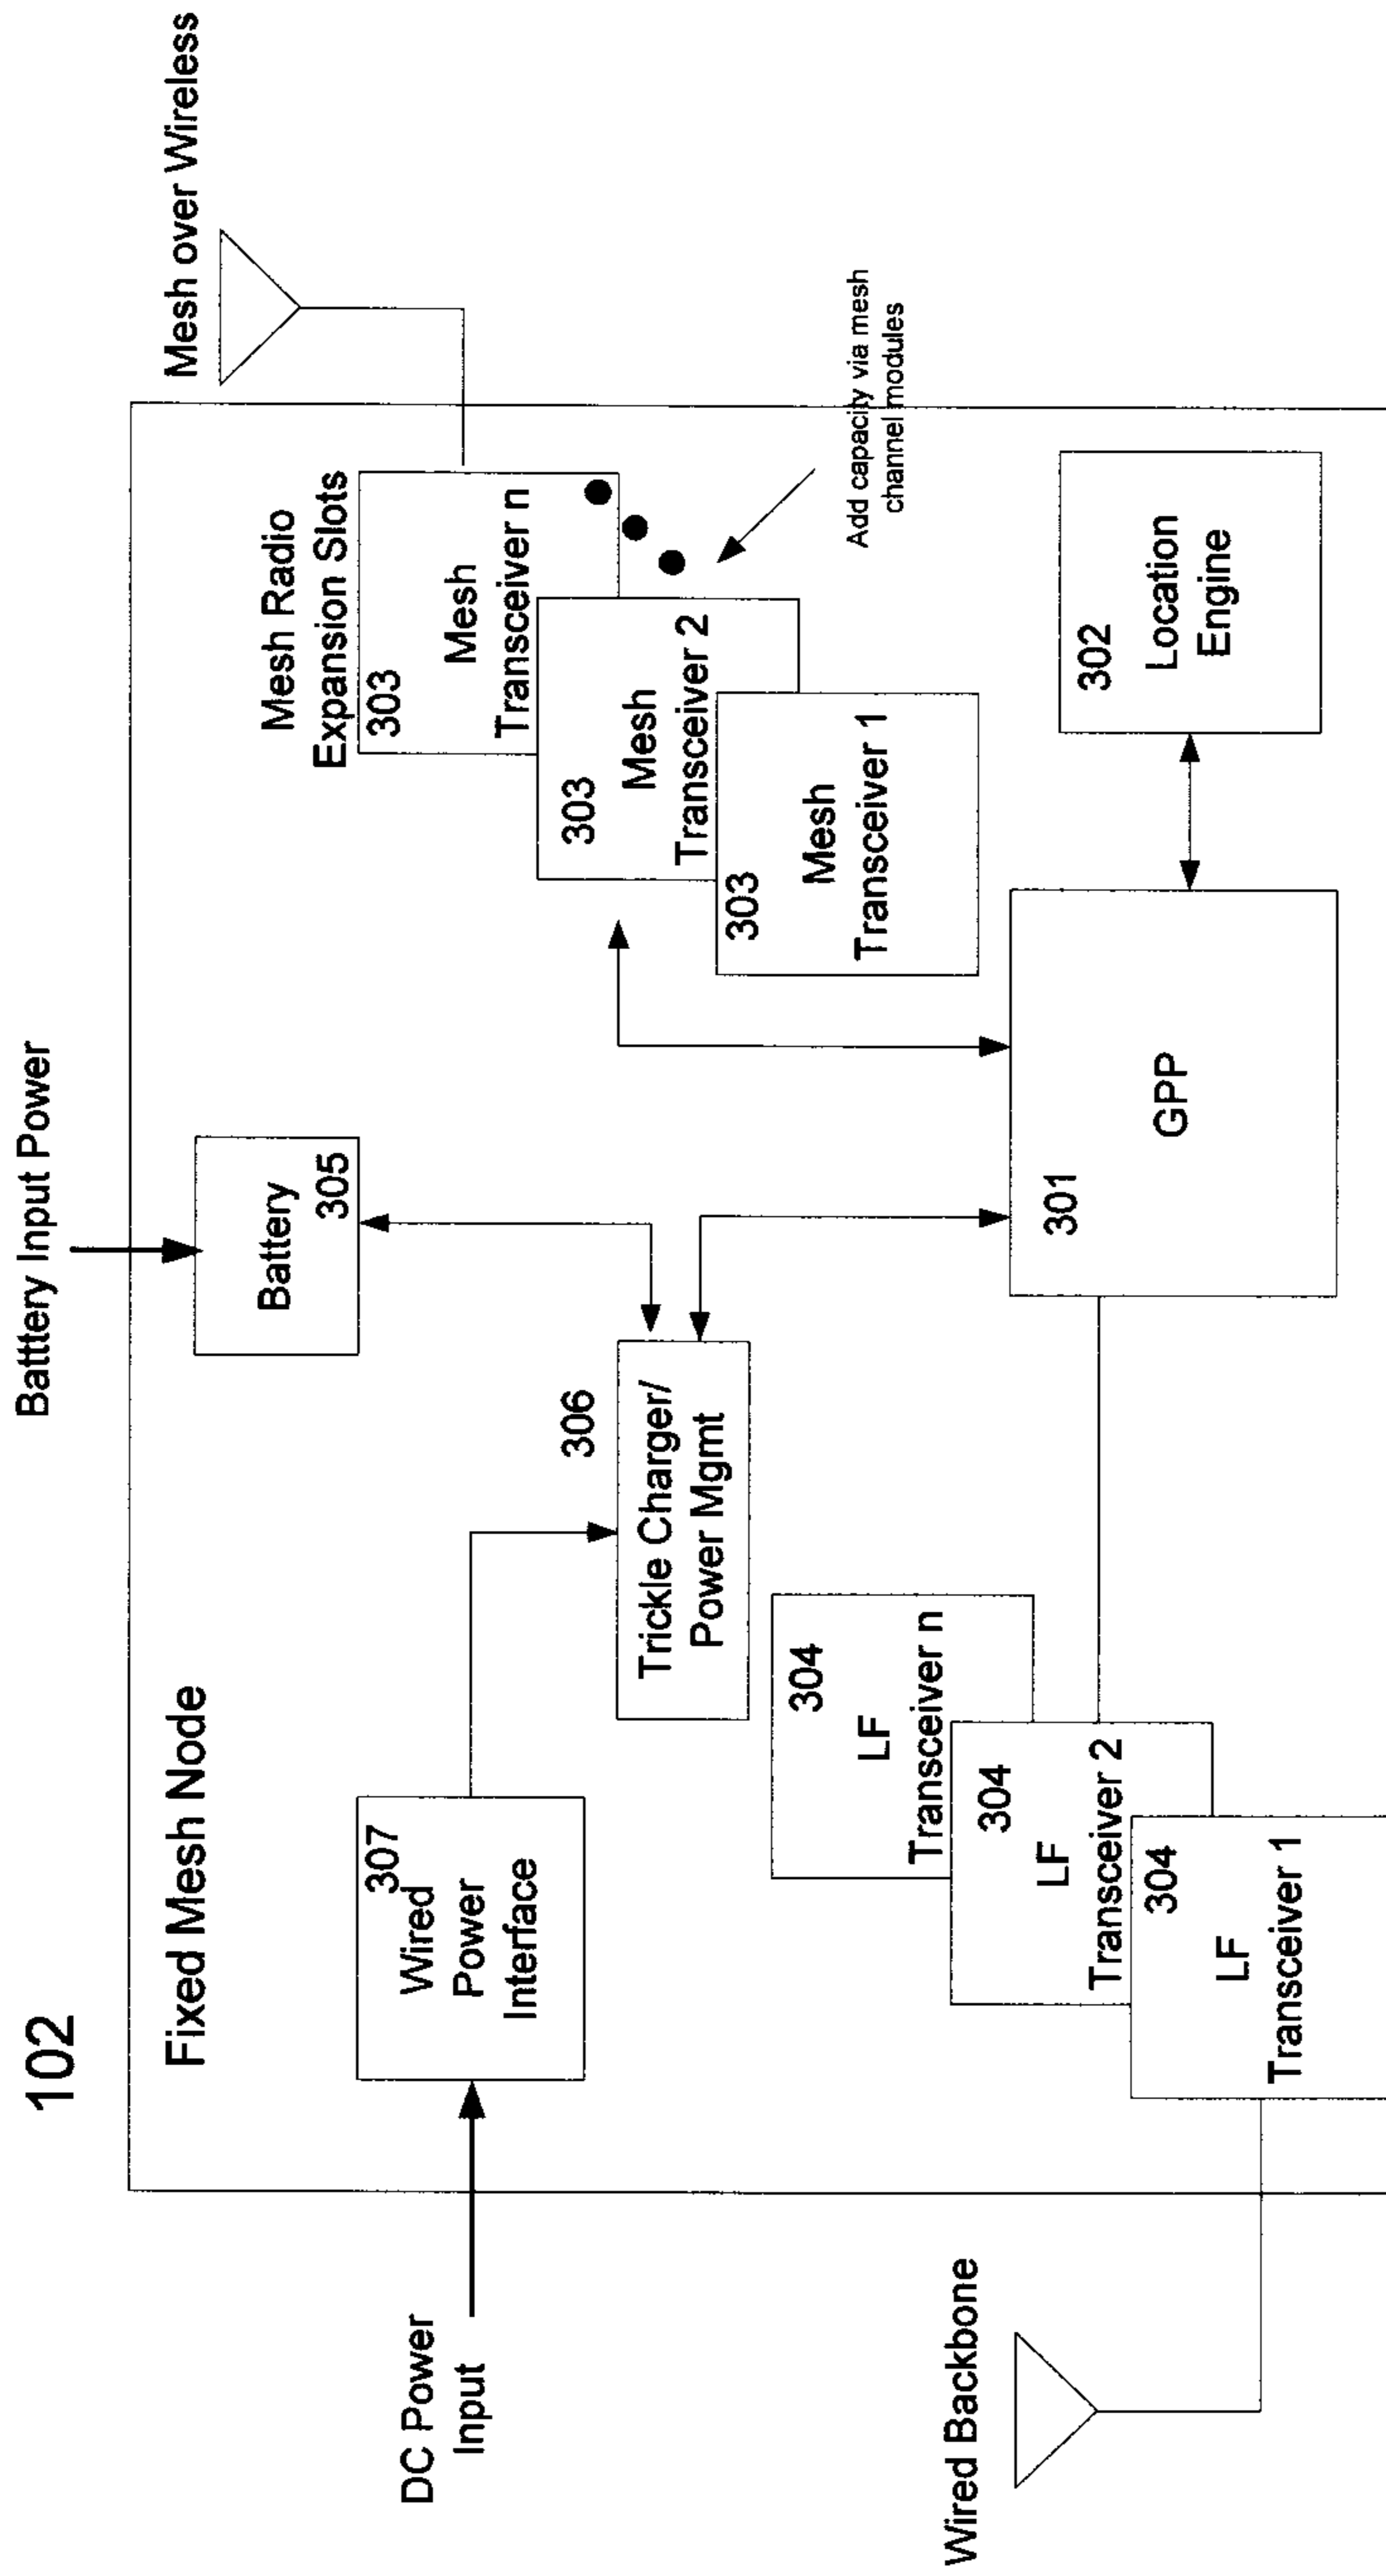 102
Batttery Input Power
Fixed Mesh Node
Mesh over Wireless
Battery
305
Mesh Radio
Expansion Slots
303
Mesh
Transceiver n
DC Power
Input
307
Wired
Power
Interface
306
Trickle Charger/
Power Mgmt
303
Mesh
Transceiver 2
303
Mesh
Transceiver 1
Add capacity via mesh
channel modules
304
LF
Transceiver n
304
LF
Transceiver 2
304
LF
Transceiver 1
301
GPP
302
Location
Engine
Wired Backbone